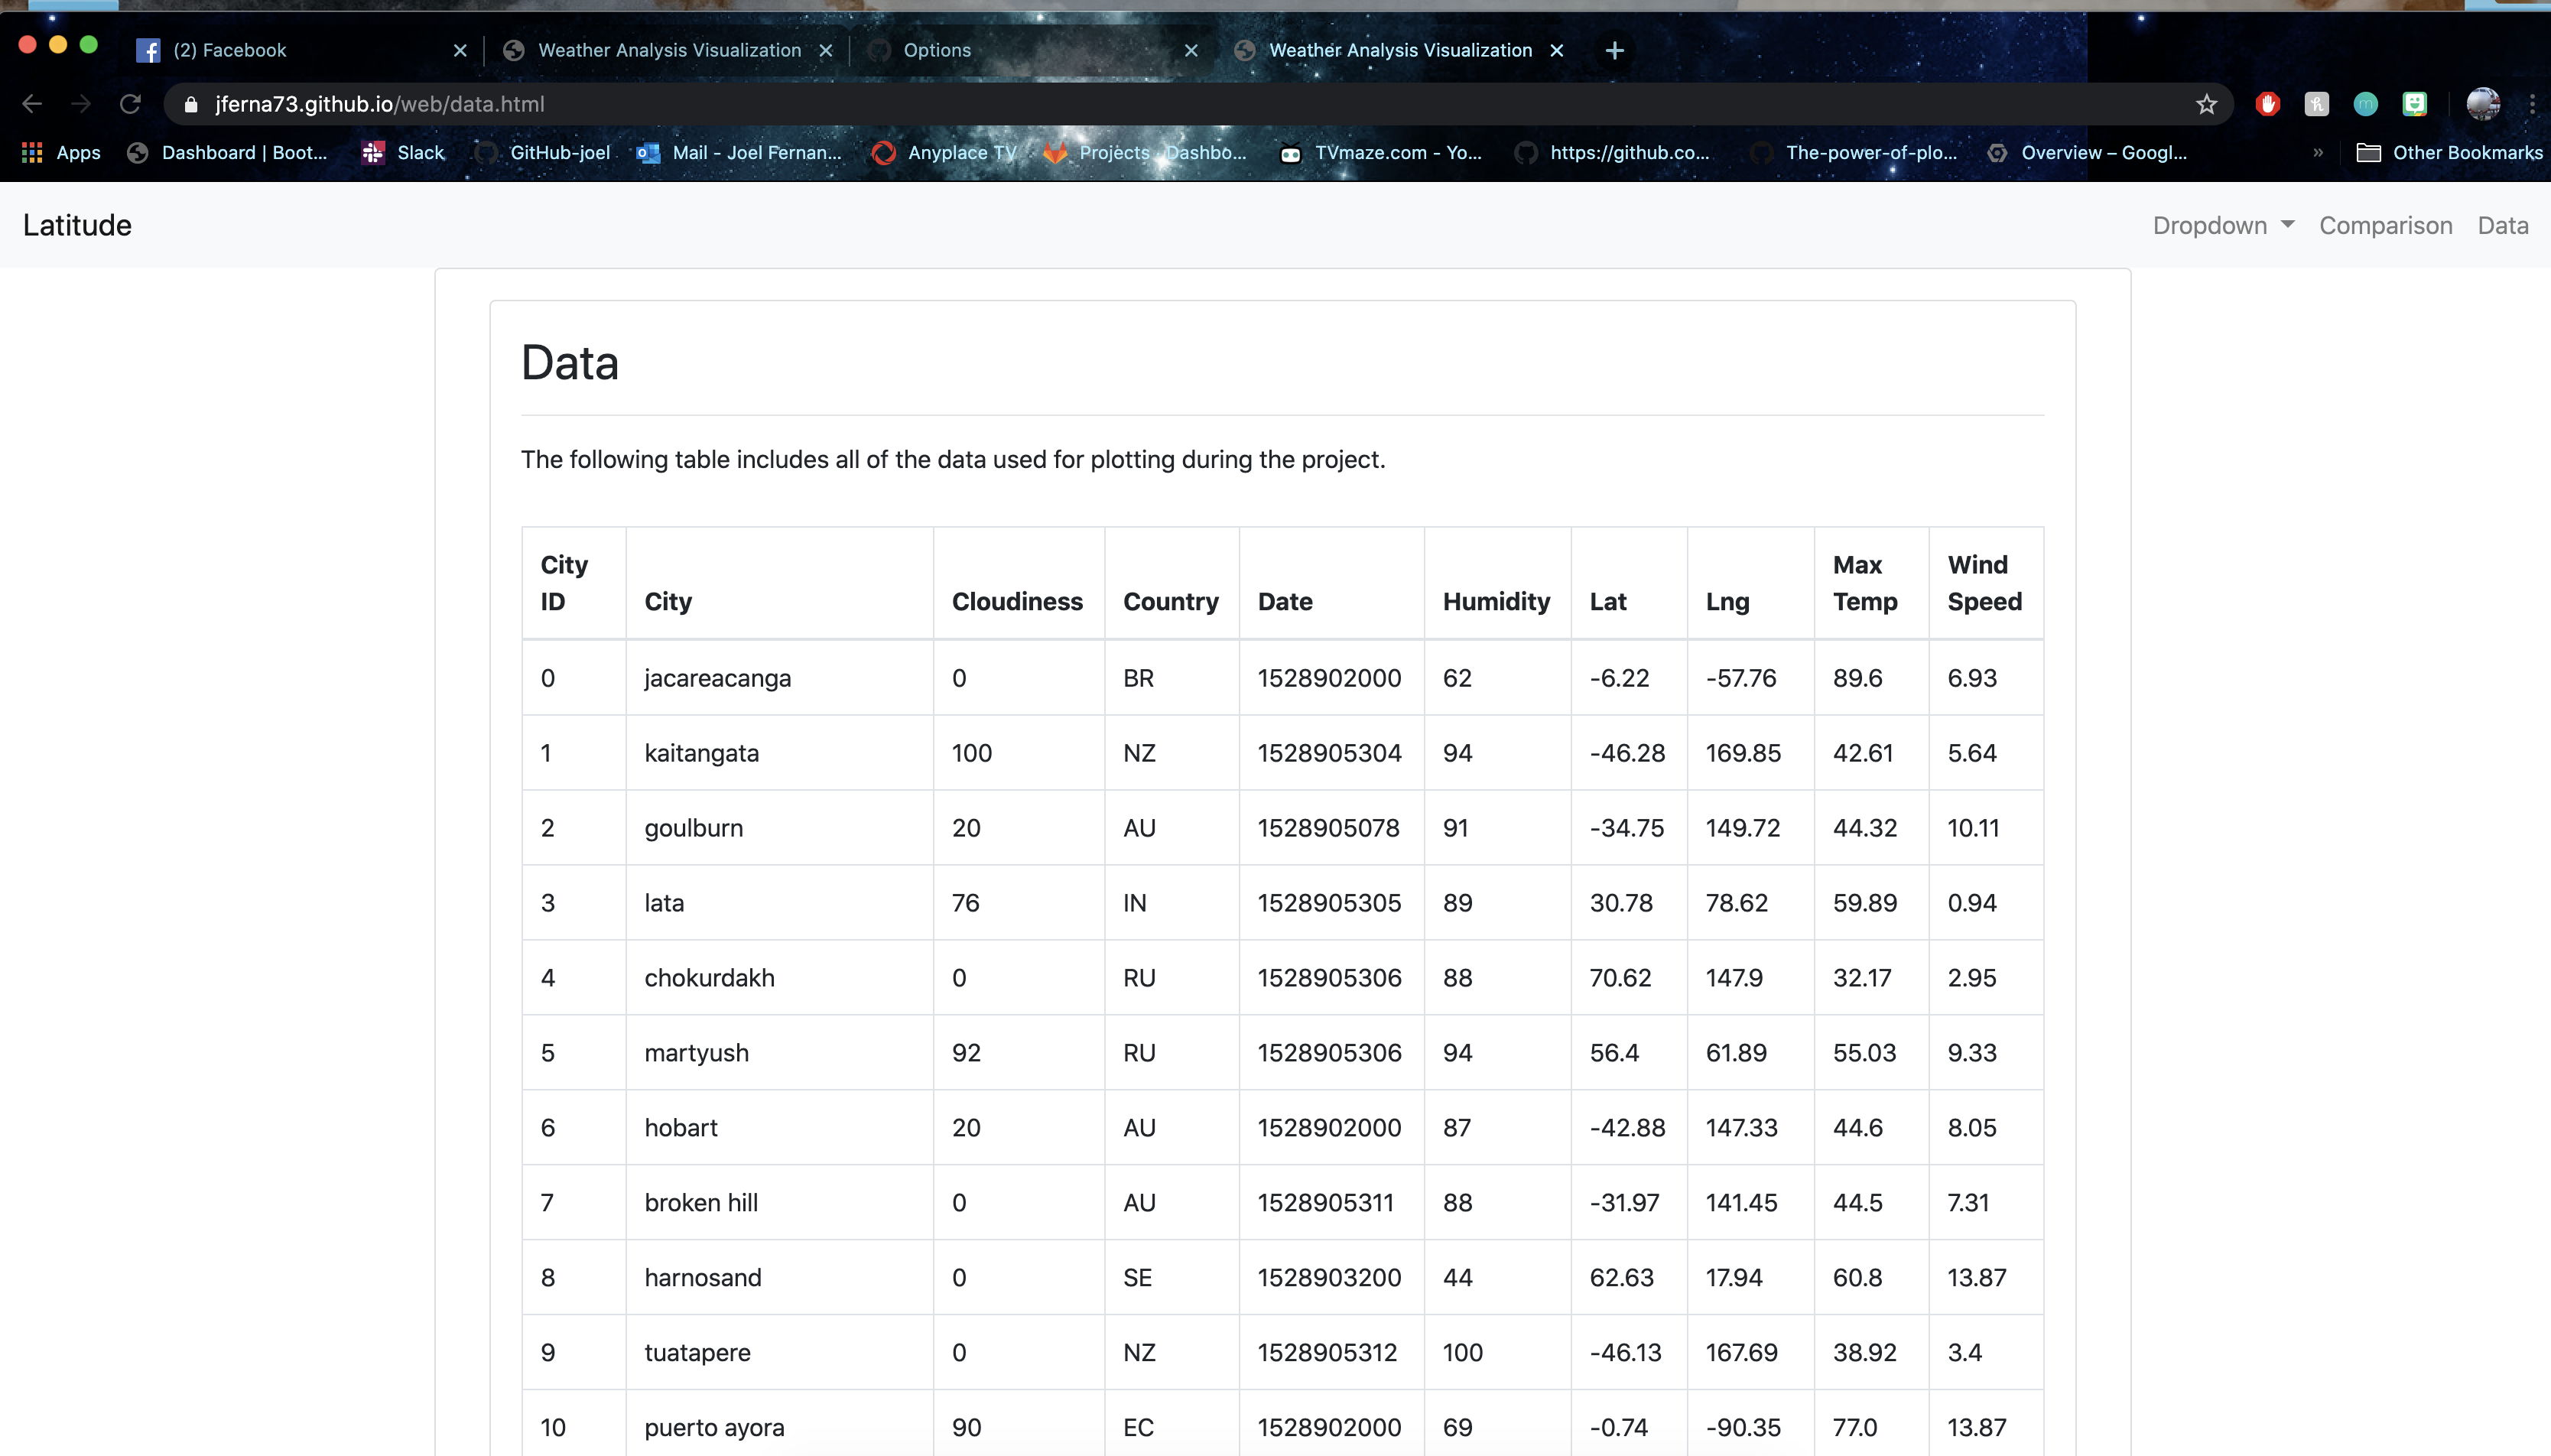 (2) Facebook
Weather Analysis Visualization
Options
Weather Analysis Visualization
jferna73.github.io/web/data.html
Apps Dashboard | Boot... Slack GitHub-joel Mail - Joel Fernan... Anyplace TV Projects · Dashbo... TVmaze.com - Yo... https://github.co... The-power-of-plo... Overview – Googl... » Other Bookmarks
Latitude Dropdown Comparison Data
Data
The following table includes all of the data used for plotting during the project.
City ID City Cloudiness Country Date Humidity Lat Lng Max Temp Wind Speed
0 jacareacanga 0 BR 1528902000 62 -6.22 -57.76 89.6 6.93
1 kaitangata 100 NZ 1528905304 94 -46.28 169.85 42.61 5.64
2 goulburn 20 AU 1528905078 91 -34.75 149.72 44.32 10.11
3 lata 76 IN 1528905305 89 30.78 78.62 59.89 0.94
4 chokurdakh 0 RU 1528905306 88 70.62 147.9 32.17 2.95
5 martyush 92 RU 1528905306 94 56.4 61.89 55.03 9.33
6 hobart 20 AU 1528902000 87 -42.88 147.33 44.6 8.05
7 broken hill 0 AU 1528905311 88 -31.97 141.45 44.5 7.31
8 harnosand 0 SE 1528903200 44 62.63 17.94 60.8 13.87
9 tuatapere 0 NZ 1528905312 100 -46.13 167.69 38.92 3.4
10 puerto ayora 90 EC 1528902000 69 -0.74 -90.35 77.0 13.87